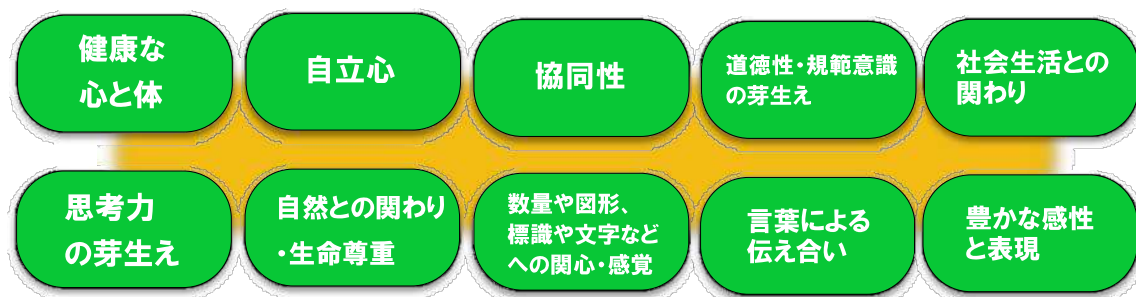 健康な
心と体
自立心
協同性
道徳性・規範意識
の芽生え
社会生活との
関わり
思考力
の芽生え
自然との関わり
・生命尊重
数量や図形、
標識や文字など
への関心・感覚
言葉による
伝え合い
豊かな感性
と表現